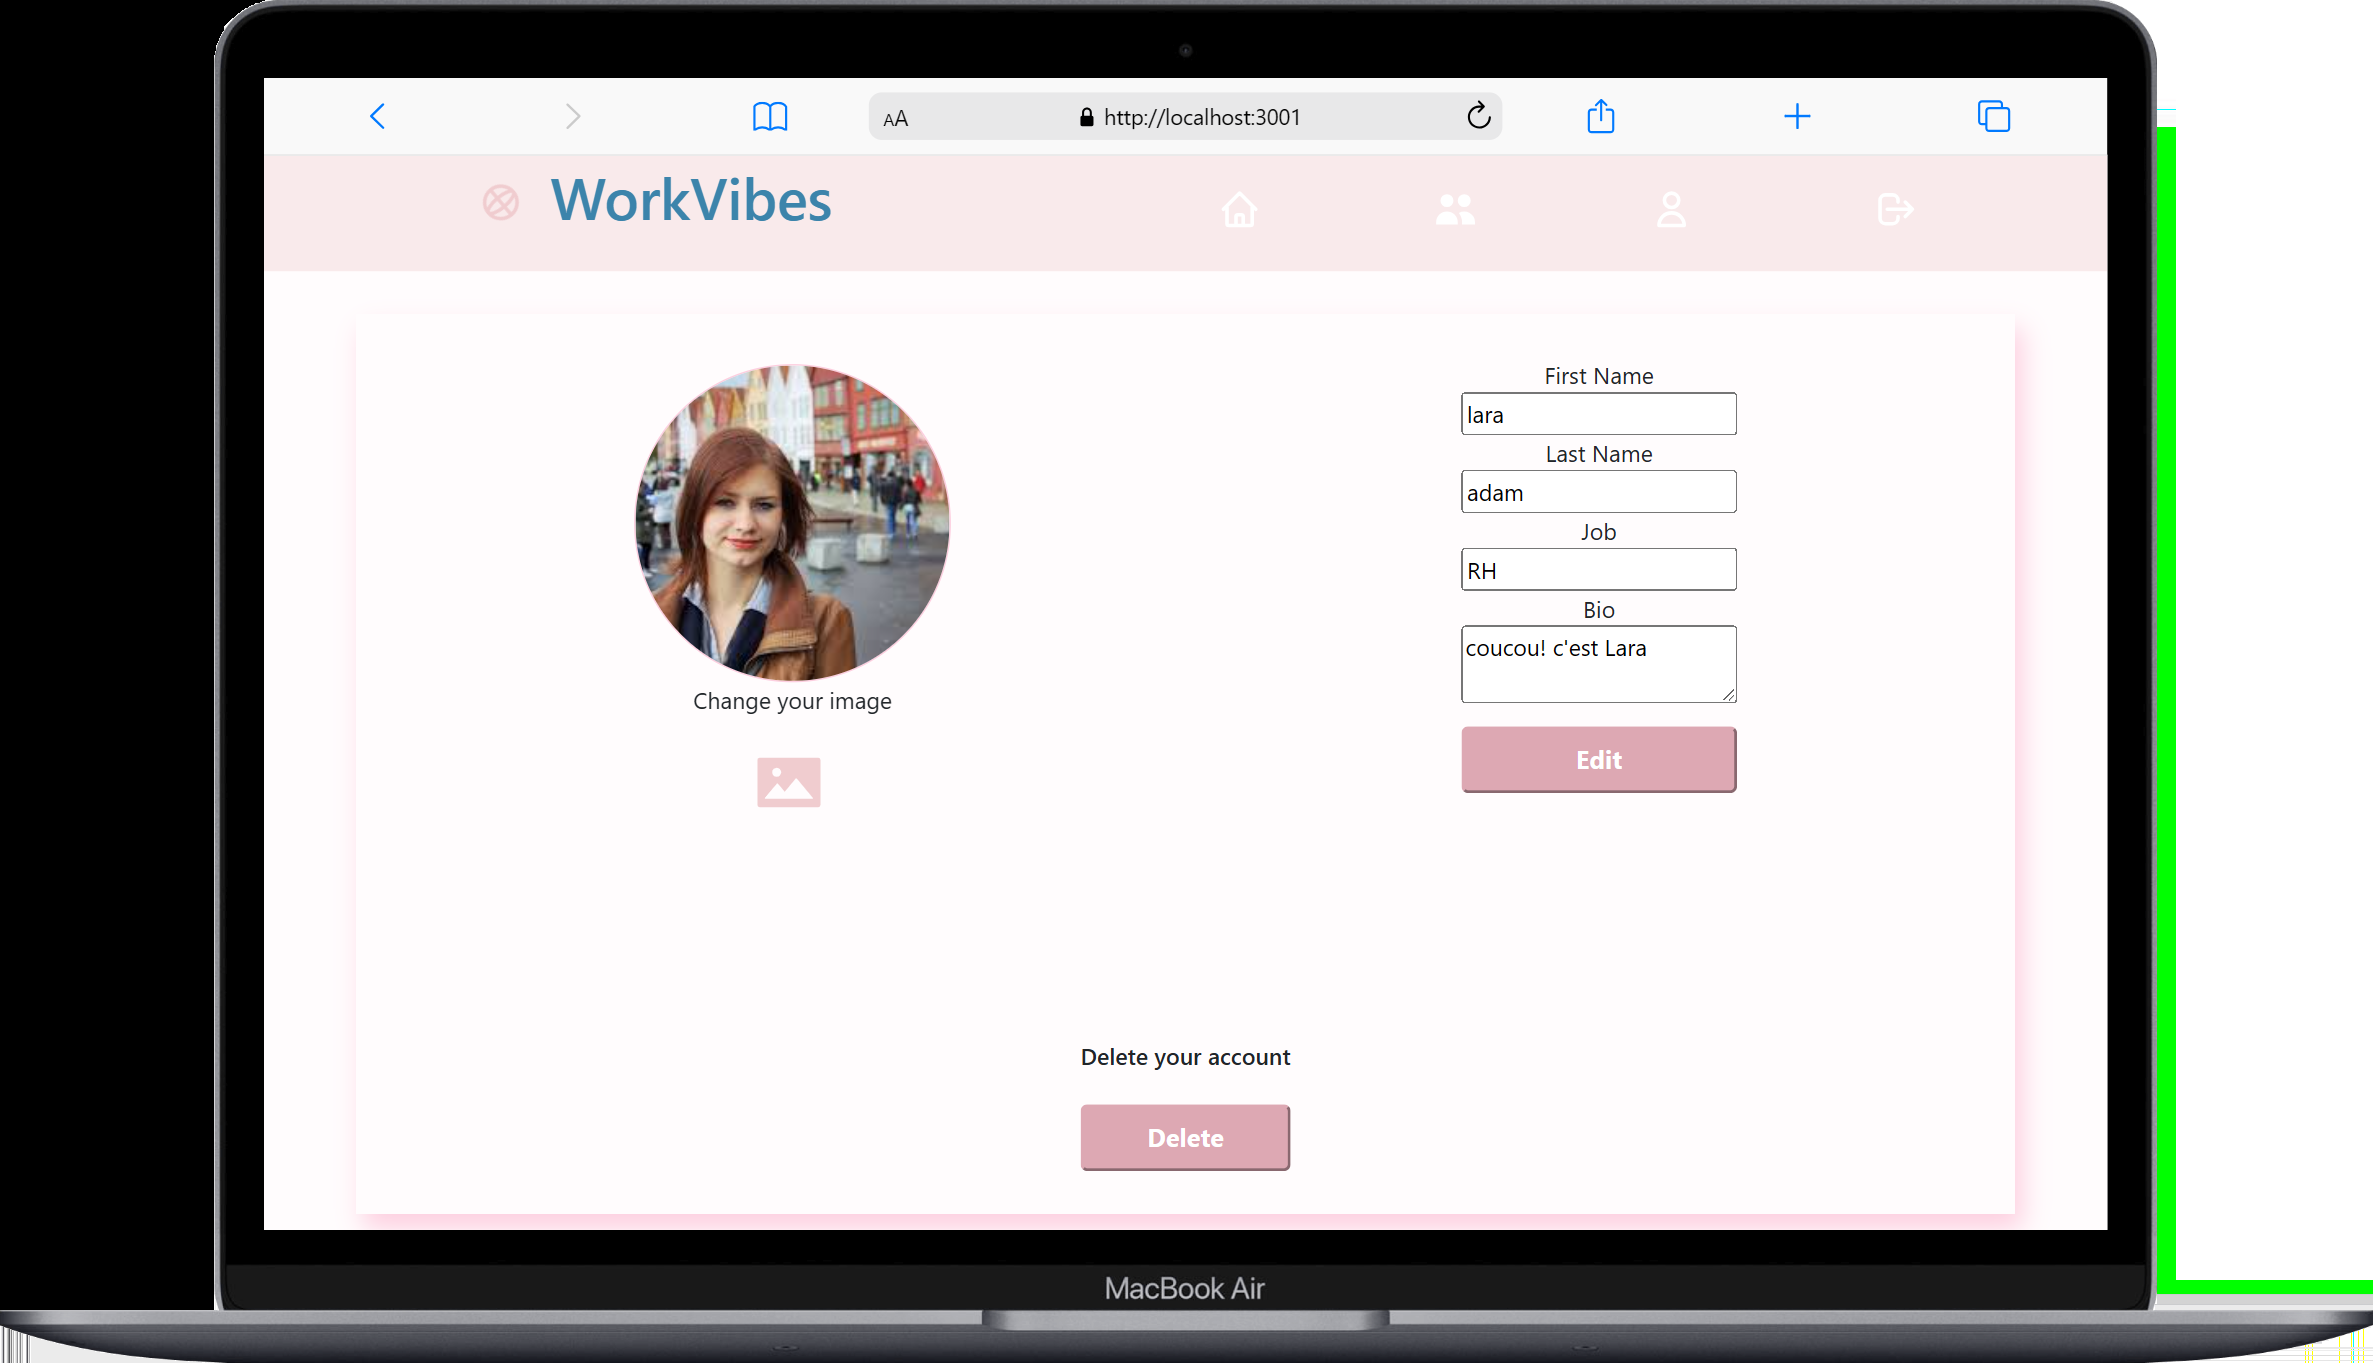 AA
http://localhost:3001
WorkVibes
First Name
lara
Last Name
adam
Job
RH
Bio
coucou! c'est Lara
Edit
Change your image
Delete your account
Delete
MacBook Air